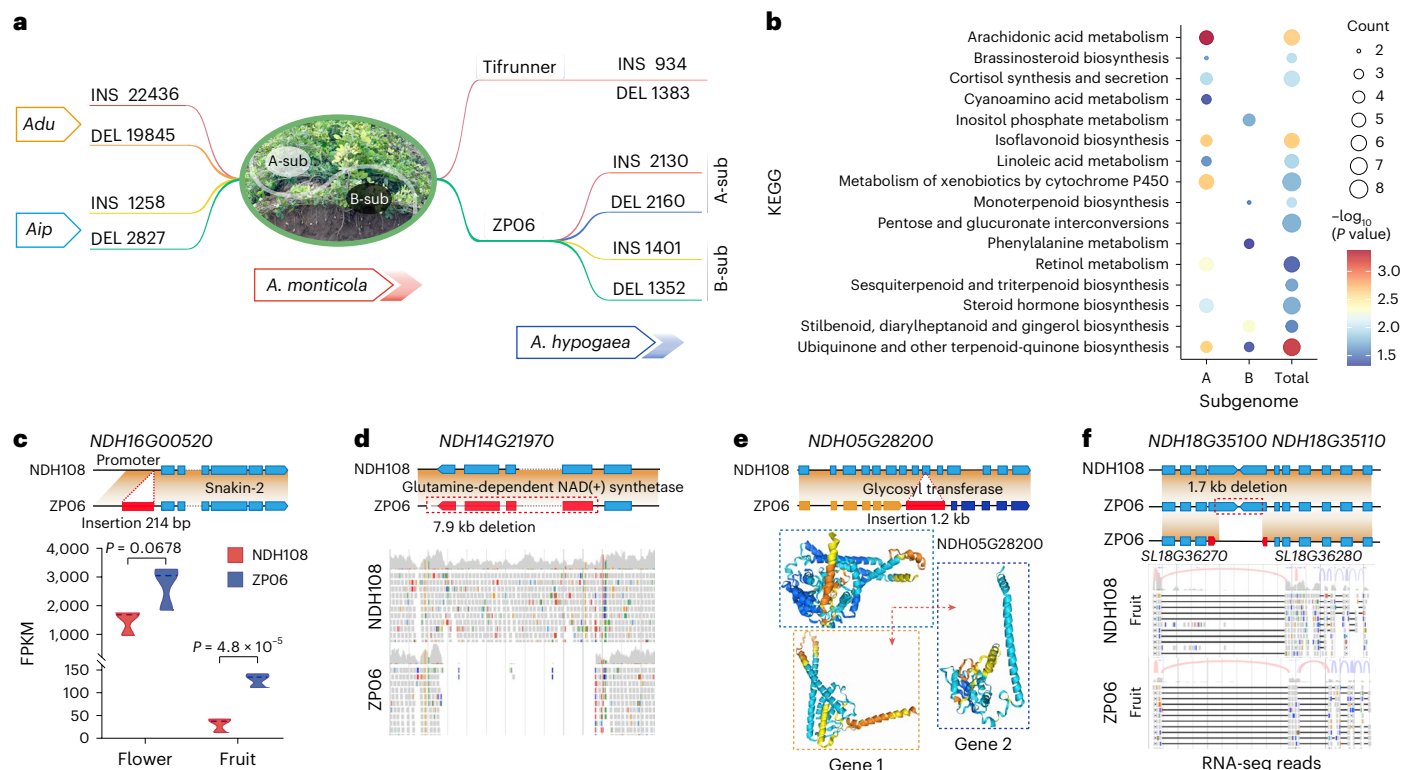 a
Adu
INS 22436
DEL 19845
Aip
INS 1258
DEL 2827
A-sub
B-sub
A. monticola
Tifrunner
INS 934
DEL 1383
ZP06
INS 2130
DEL 2160
A-sub
INS 1401
DEL 1352
B-sub
A. hypogaea
b
KEGG
Arachidonic acid metabolism
Brassinosteroid biosynthesis
Cortisol synthesis and secretion
Cyanoamino acid metabolism
Inositol phosphate metabolism
Isoflavonoid biosynthesis
Linoleic acid metabolism
Metabolism of xenobiotics by cytochrome P450
Monoterpenoid biosynthesis
Pentose and glucuronate interconversions
Phenylalanine metabolism
Retinol metabolism
Sesquiterpenoid and triterpenoid biosynthesis
Steroid hormone biosynthesis
Stilbenoid, diarylheptanoid and gingerol biosynthesis
Ubiquinone and other terpenoid-quinone biosynthesis
A B Total
Subgenome
Count
2
3
4
5
6
7
8
−log10
(P value)
3.0
2.5
2.0
1.5
c
NDH16G00520
Promoter
NDH108
Snakin-2
ZP06
Insertion 214 bp
FPKM
4,000
3,000
2,000
1,000
150
100
50
0
P = 0.0678
NDH108
ZP06
P = 4.8 × 10−5
Flower Fruit
d
NDH14G21970
NDH108
Glutamine-dependent NAD(+) synthetase
ZP06
7.9 kb deletion
NDH108
ZP06
e
NDH05G28200
NDH108
Glycosyl transferase
ZP06
Insertion 1.2 kb
NDH05G28200
Gene 2
Gene 1
f
NDH18G35100 NDH18G35110
NDH108
1.7 kb deletion
ZP06
ZP06
SL18G36270 SL18G36280
NDH108
Fruit
ZP06
Fruit
RNA-seq reads